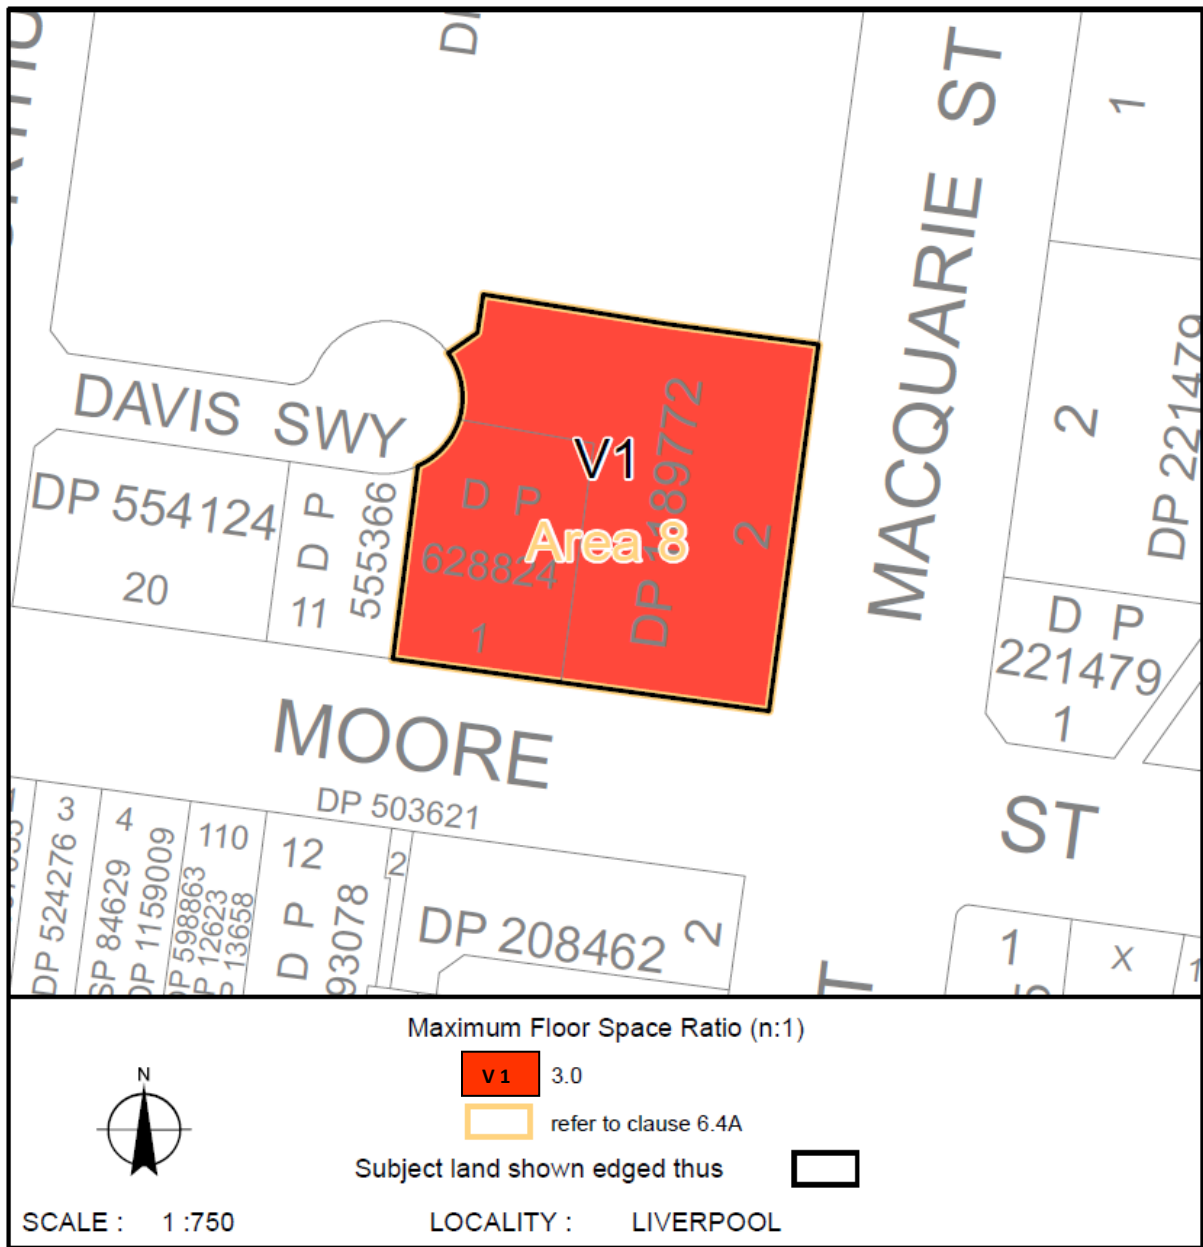 MACQUARIE ST
1
2
DP 221479
D P
221479
1
DAVIS SWY
DP 554124
20
D P
555366
11
V1
Area 8
D P
628824
1
DP 1189772
2
MOORE
ST
DP 503621
3
DP 524276
4
SP 84629
DP 1159009
110
DP 598863
12
D P
2
DP 208462
2
1
X
1
Maximum Floor Space Ratio (n:1)
V 1 3.0
refer to clause 6.4A
N
Subject land shown edged thus
SCALE : 1 :750 LOCALITY : LIVERPOOL